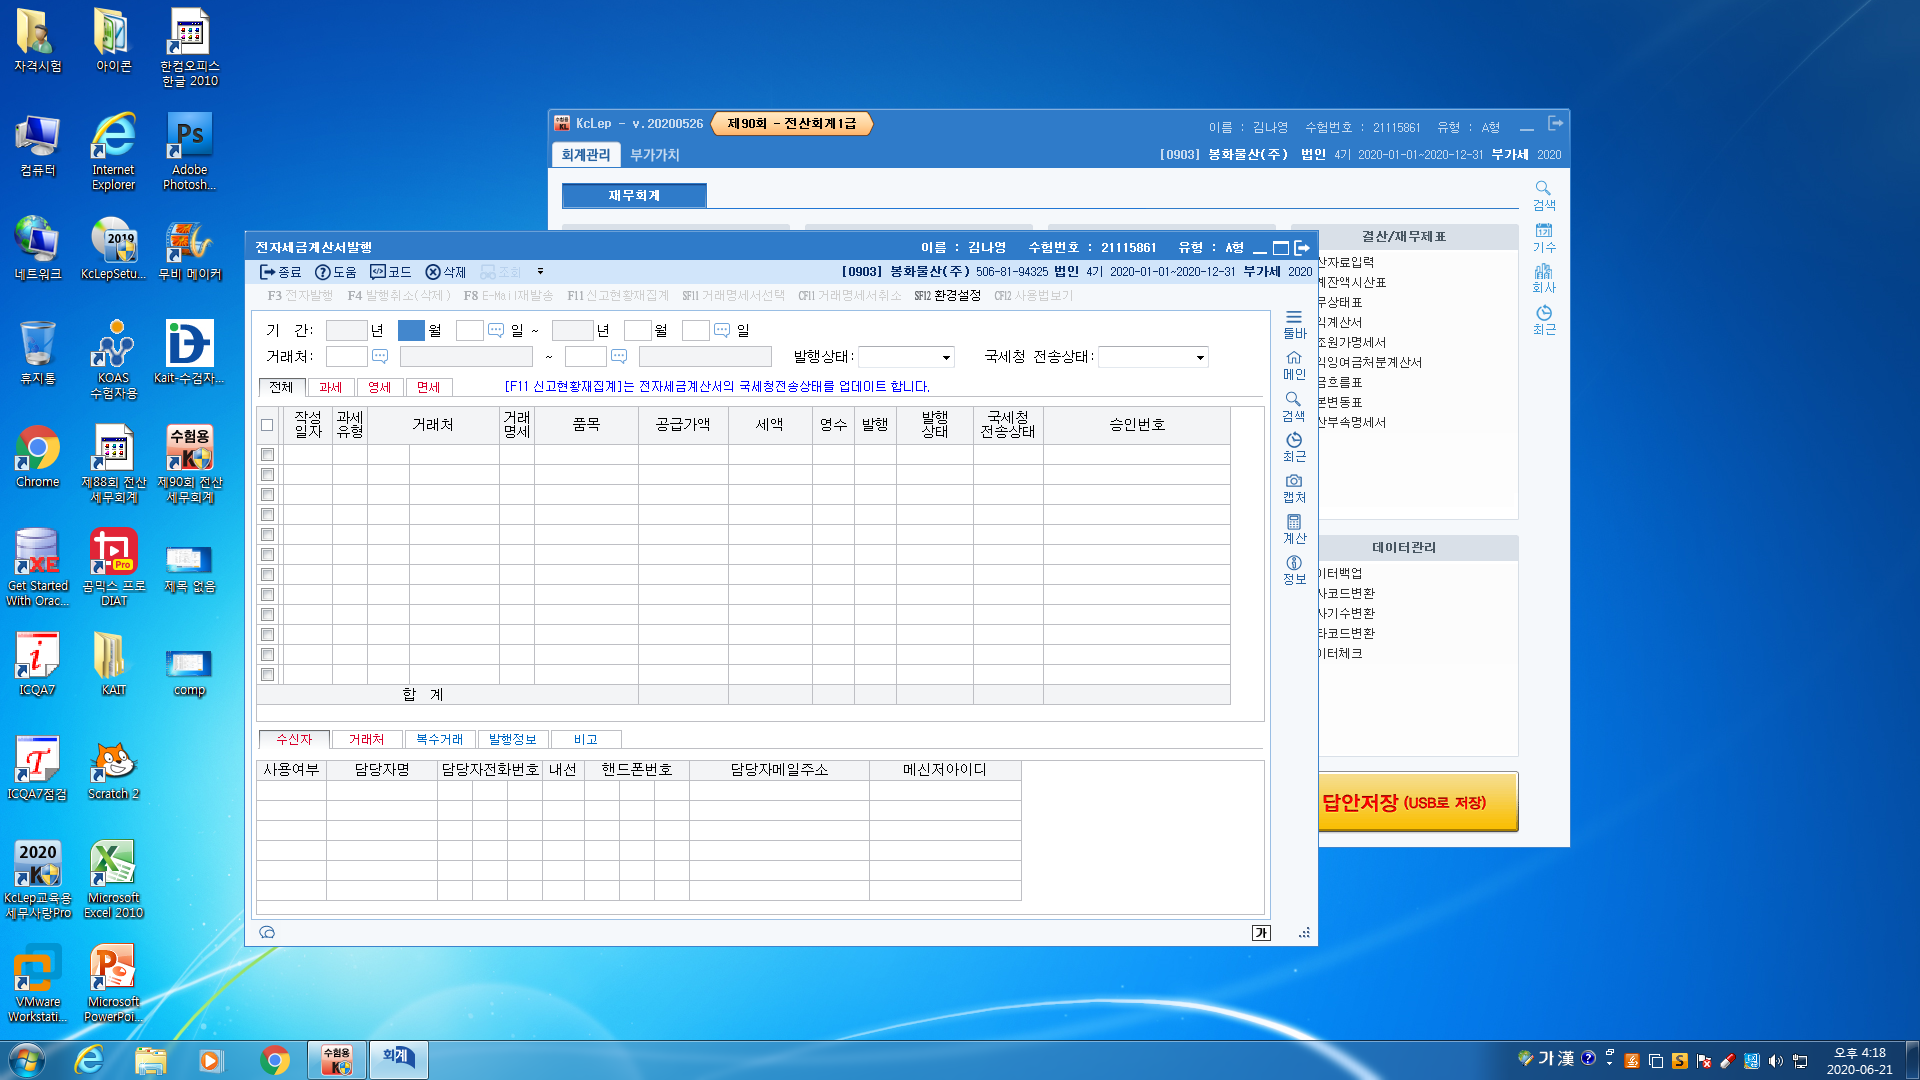 자격시험
아이콘
한컴오피스
한글 2010
컴퓨터
Internet
Explorer
Adobe
Photosh...
네트워크
KcLepSetu...
무비 메이커
휴지통
KOAS
수험자용
Kait-수검자...
Chrome
제88회 전산
세무회계
제90회 전산
세무회계
Get Started
With Orac...
곰믹스 프로
DIAT
제목 없음
ICQA7
KAIT
comp
ICQA7점검
Scratch 2
KcLep교육용
세무사랑Pro
Microsoft
Excel 2010
VMware
Workstati...
Microsoft
PowerPoi...
KcLep - v.20200526
제90회 - 전산회계1급
이름 : 김나영 수험번호 : 21115861 유형 : A형
회계관리
부가가치
[0903] 봉화물산(주) 법인 4기 2020-01-01~2020-12-31 부가세 2020
재무회계
결산/재무제표
산자료입력
계잔액시산표
무상태표
익계산서
조원가명세서
익잉여금처분계산서
금흐름표
본변동표
산부속명세서
데이터관리
이터백업
사코드변환
사기수변환
타코드변환
이터체크
답안저장 (USB로 저장)
검색
기수
회사
최근
전자세금계산서발행
이름 : 김나영 수험번호 : 21115861 유형 : A형
종료
도움
코드
삭제
조회
[0903] 봉화물산(주) 506-81-94325 법인 4기 2020-01-01~2020-12-31 부가세 2020
F3 전자발행 F4 발행취소(삭제) F8 E-Mail재발송 F11 신고현황재집계 SF11 거래명세서선택 CF11 거래명세서취소 SF12 환경설정 CF12 사용법보기
기 간: 년 월 일 ~ 년 월 일
거래처: ~ 발행상태: 국세청 전송상태:
전체 과세 영세 면세 [F11 신고현황재집계]는 전자세금계산서의 국세청전송상태를 업데이트 합니다.
작성
일자
과세
유형
거래처
거래
명세
품목
공급가액
세액
영수
발행
발행
상태
국세청
전송상태
승인번호
합 계
수신자 거래처 복수거래 발행정보 비고
사용여부 담당자명 담당자전화번호 내선 핸드폰번호 담당자메일주소 메신저아이디
툴바
메인
검색
최근
캡처
계산
정보
가
수험용
회계
가 漢
오후 4:18
2020-06-21